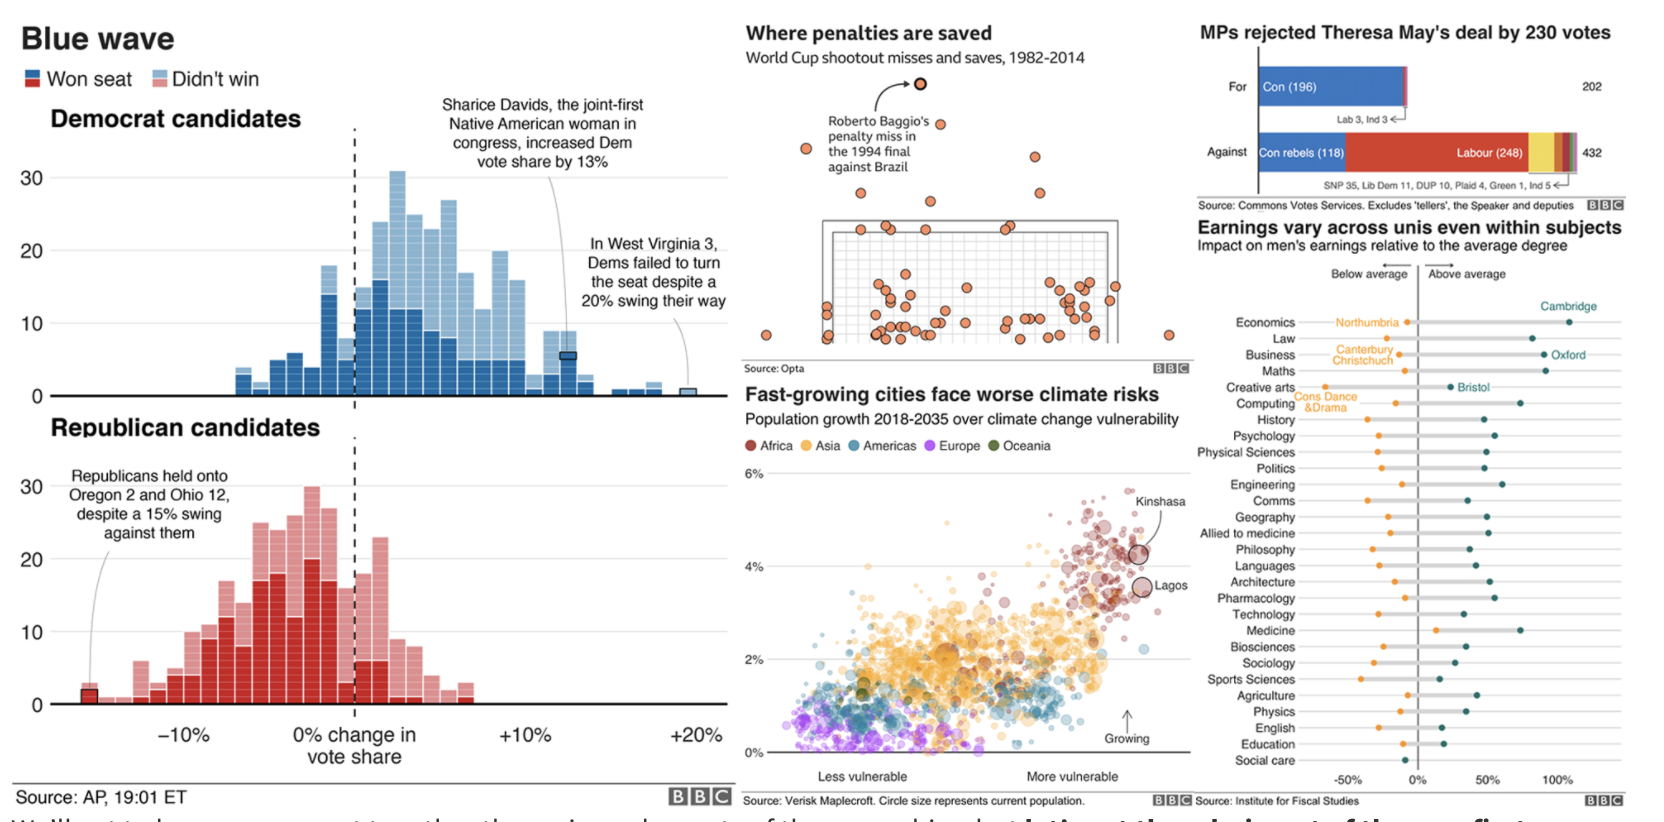 Blue wave
Won seat
Didn't win
Democrat candidates
Sharice Davids, the joint-first
Native American woman in
congress, increased Dem
vote share by 13%
In West Virginia 3,
Dems failed to turn
the seat despite a
20% swing their way
30
20
10
0
Republican candidates
Republicans held onto
Oregon 2 and Ohio 12,
despite a 15% swing
against them
30
20
10
0
−10%
0% change in
vote share
+10%
+20%
Source: AP, 19:01 ET
BBC
Where penalties are saved
World Cup shootout misses and saves, 1982-2014
Roberto Baggio's
penalty miss in
the 1994 final
against Brazil
Source: Opta
BBC
Fast-growing cities face worse climate risks
Population growth 2018-2035 over climate change vulnerability
Africa
Asia
Americas
Europe
Oceania
6%
4%
2%
0%
Kinshasa
Lagos
Growing
Less vulnerable
More vulnerable
Source: Verisk Maplecroft. Circle size represents current population.
BBC
MPs rejected Theresa May's deal by 230 votes
For
Con (196)
202
Lab 3, Ind 3
Against
Con rebels (118)
Labour (248)
432
SNP 35, Lib Dem 11, DUP 10, Plaid 4, Green 1, Ind 5
Source: Commons Votes Services. Excludes 'tellers', the Speaker and deputies
BBC
Earnings vary across unis even within subjects
Impact on men's earnings relative to the average degree
Below average
Above average
Cambridge
Economics
Northumbria
Law
Business
Canterbury
Christchuch
Oxford
Maths
Creative arts
Bristol
Cons Dance
&Drama
Computing
History
Psychology
Physical Sciences
Politics
Engineering
Comms
Geography
Allied to medicine
Philosophy
Languages
Architecture
Pharmacology
Technology
Medicine
Biosciences
Sociology
Sports Sciences
Agriculture
Physics
English
Education
Social care
-50%
0%
50%
100%
Source: Institute for Fiscal Studies
BBC